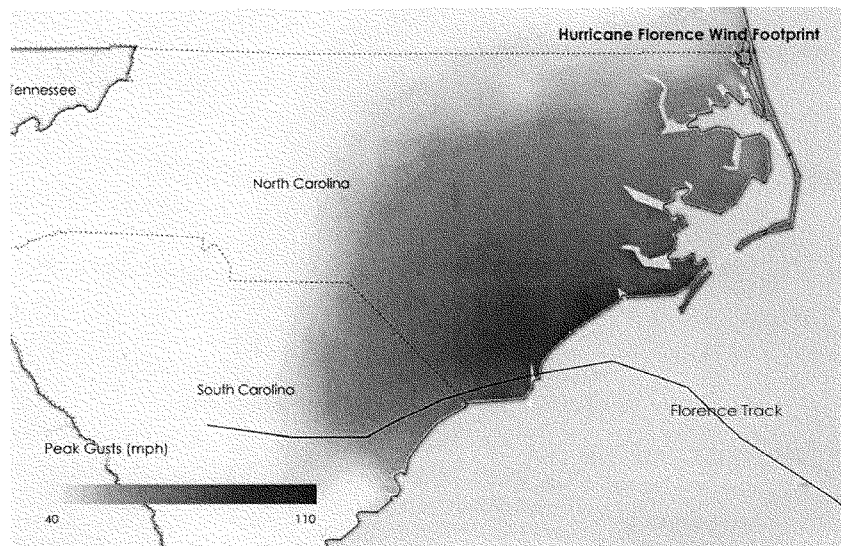 Hurricane Florence Wind Footprint
Tennessee
North Carolina
South Carolina
Florence Track
Peak Gusts (mph)
40 110